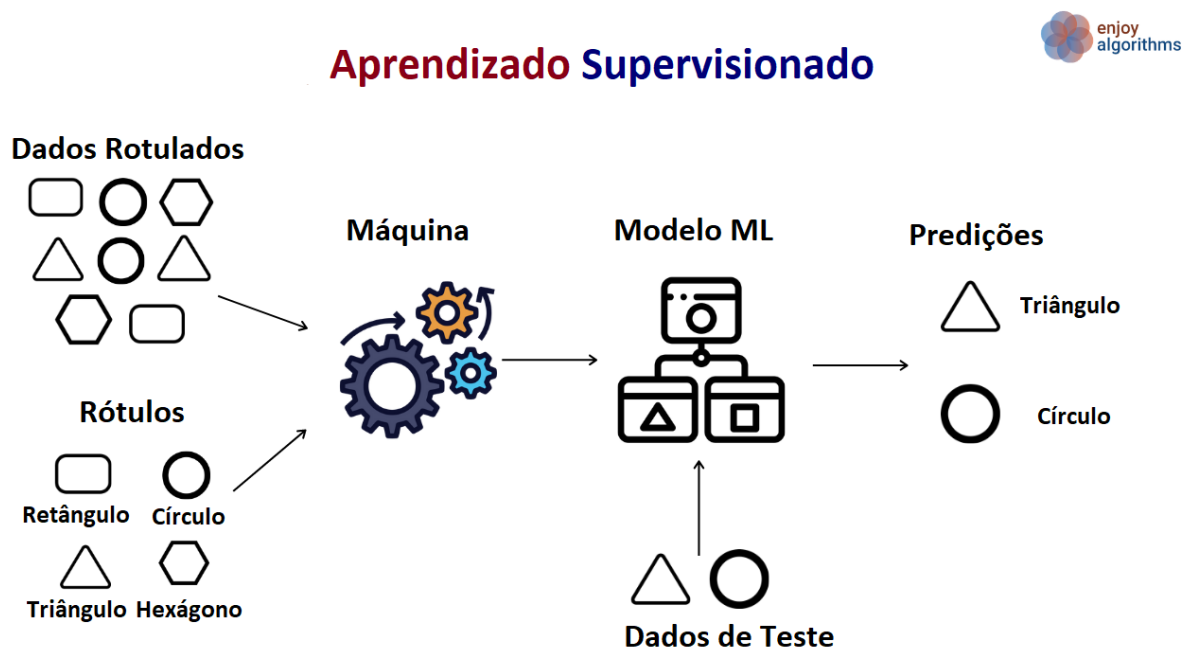 enjoy
algorithms
Aprendizado Supervisionado
Dados Rotulados
Máquina
Modelo ML
Predições
Triângulo
Círculo
Rótulos
Retângulo Círculo
Triângulo Hexágono
Dados de Teste